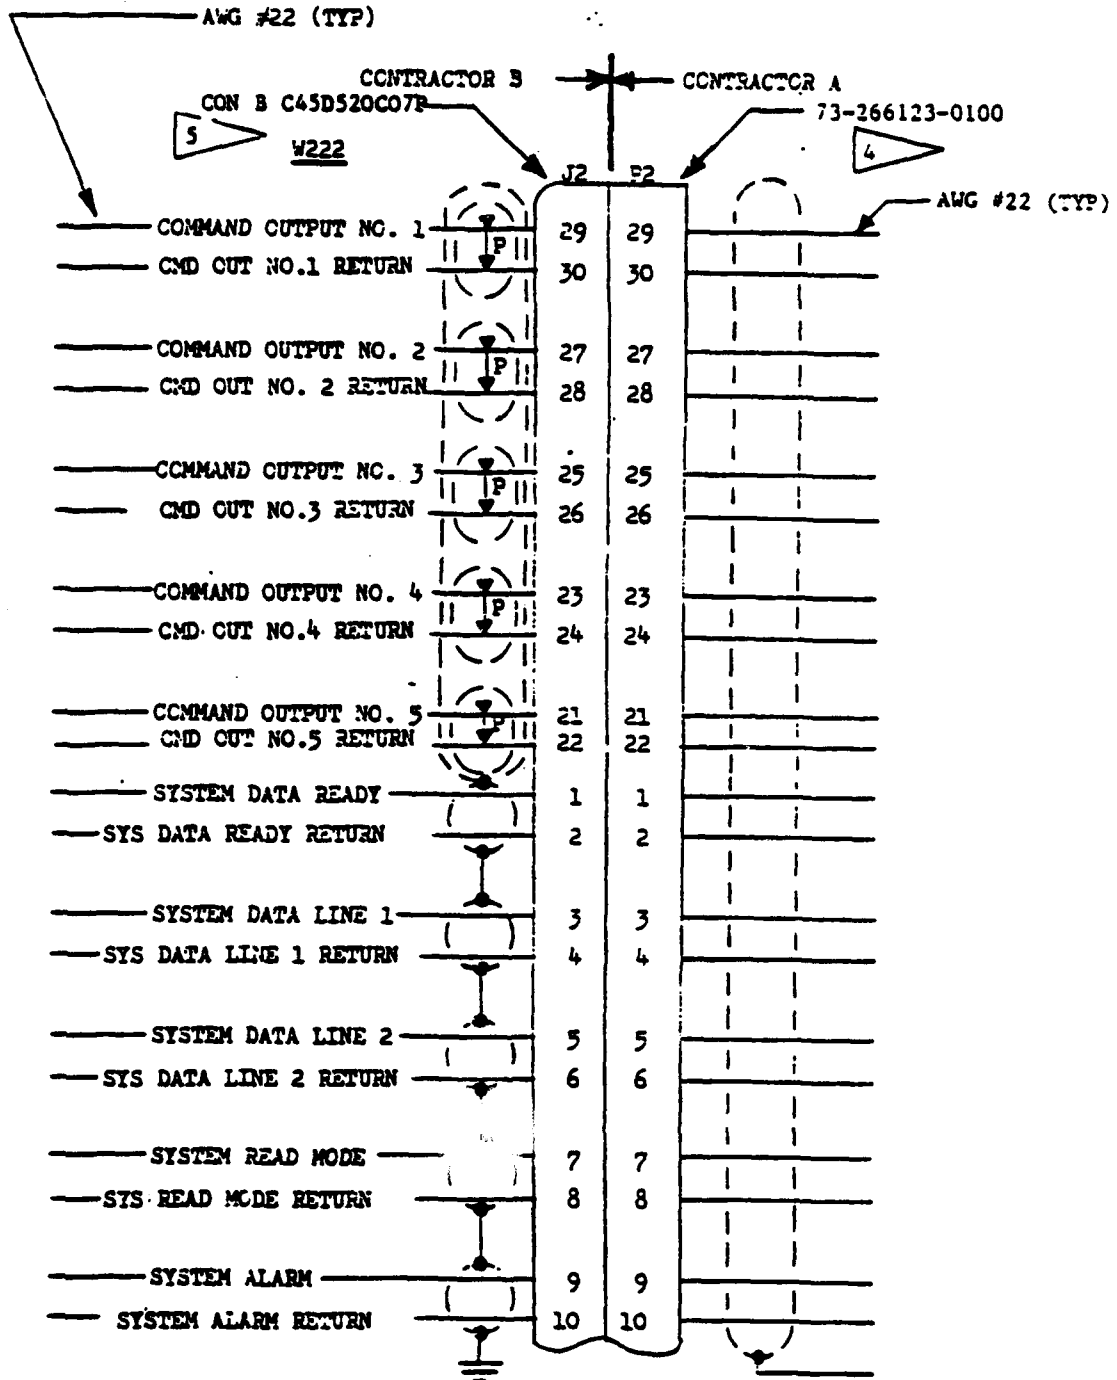 AWG #22 (TYP)
CONTRACTOR B
CONTRACTOR A
CON B C45D520C07P
73-266123-0100
5
W222
4
J2 P2
AWG #22 (TYP)
COMMAND OUTPUT NO. 1 P 29 29
CMD OUT NO.1 RETURN 30 30
COMMAND OUTPUT NO. 2 P 27 27
CMD OUT NO. 2 RETURN 28 28
COMMAND OUTPUT NO. 3 P 25 25
CMD OUT NO.3 RETURN 26 26
COMMAND OUTPUT NO. 4 P 23 23
CMD OUT NO.4 RETURN 24 24
COMMAND OUTPUT NO. 5 P 21 21
CMD OUT NO.5 RETURN 22 22
SYSTEM DATA READY 1 1
SYS DATA READY RETURN 2 2
SYSTEM DATA LINE 1 3 3
SYS DATA LINE 1 RETURN 4 4
SYSTEM DATA LINE 2 5 5
SYS DATA LINE 2 RETURN 6 6
SYSTEM READ MODE 7 7
SYS READ MODE RETURN 8 8
SYSTEM ALARM 9 9
SYSTEM ALARM RETURN 10 10